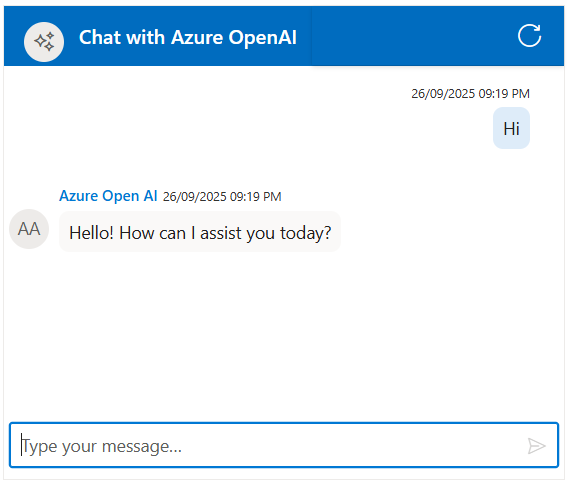 Chat with Azure OpenAI
26/09/2025 09:19 PM
Hi
Azure Open AI 26/09/2025 09:19 PM
AA
Hello! How can I assist you today?
Type your message...